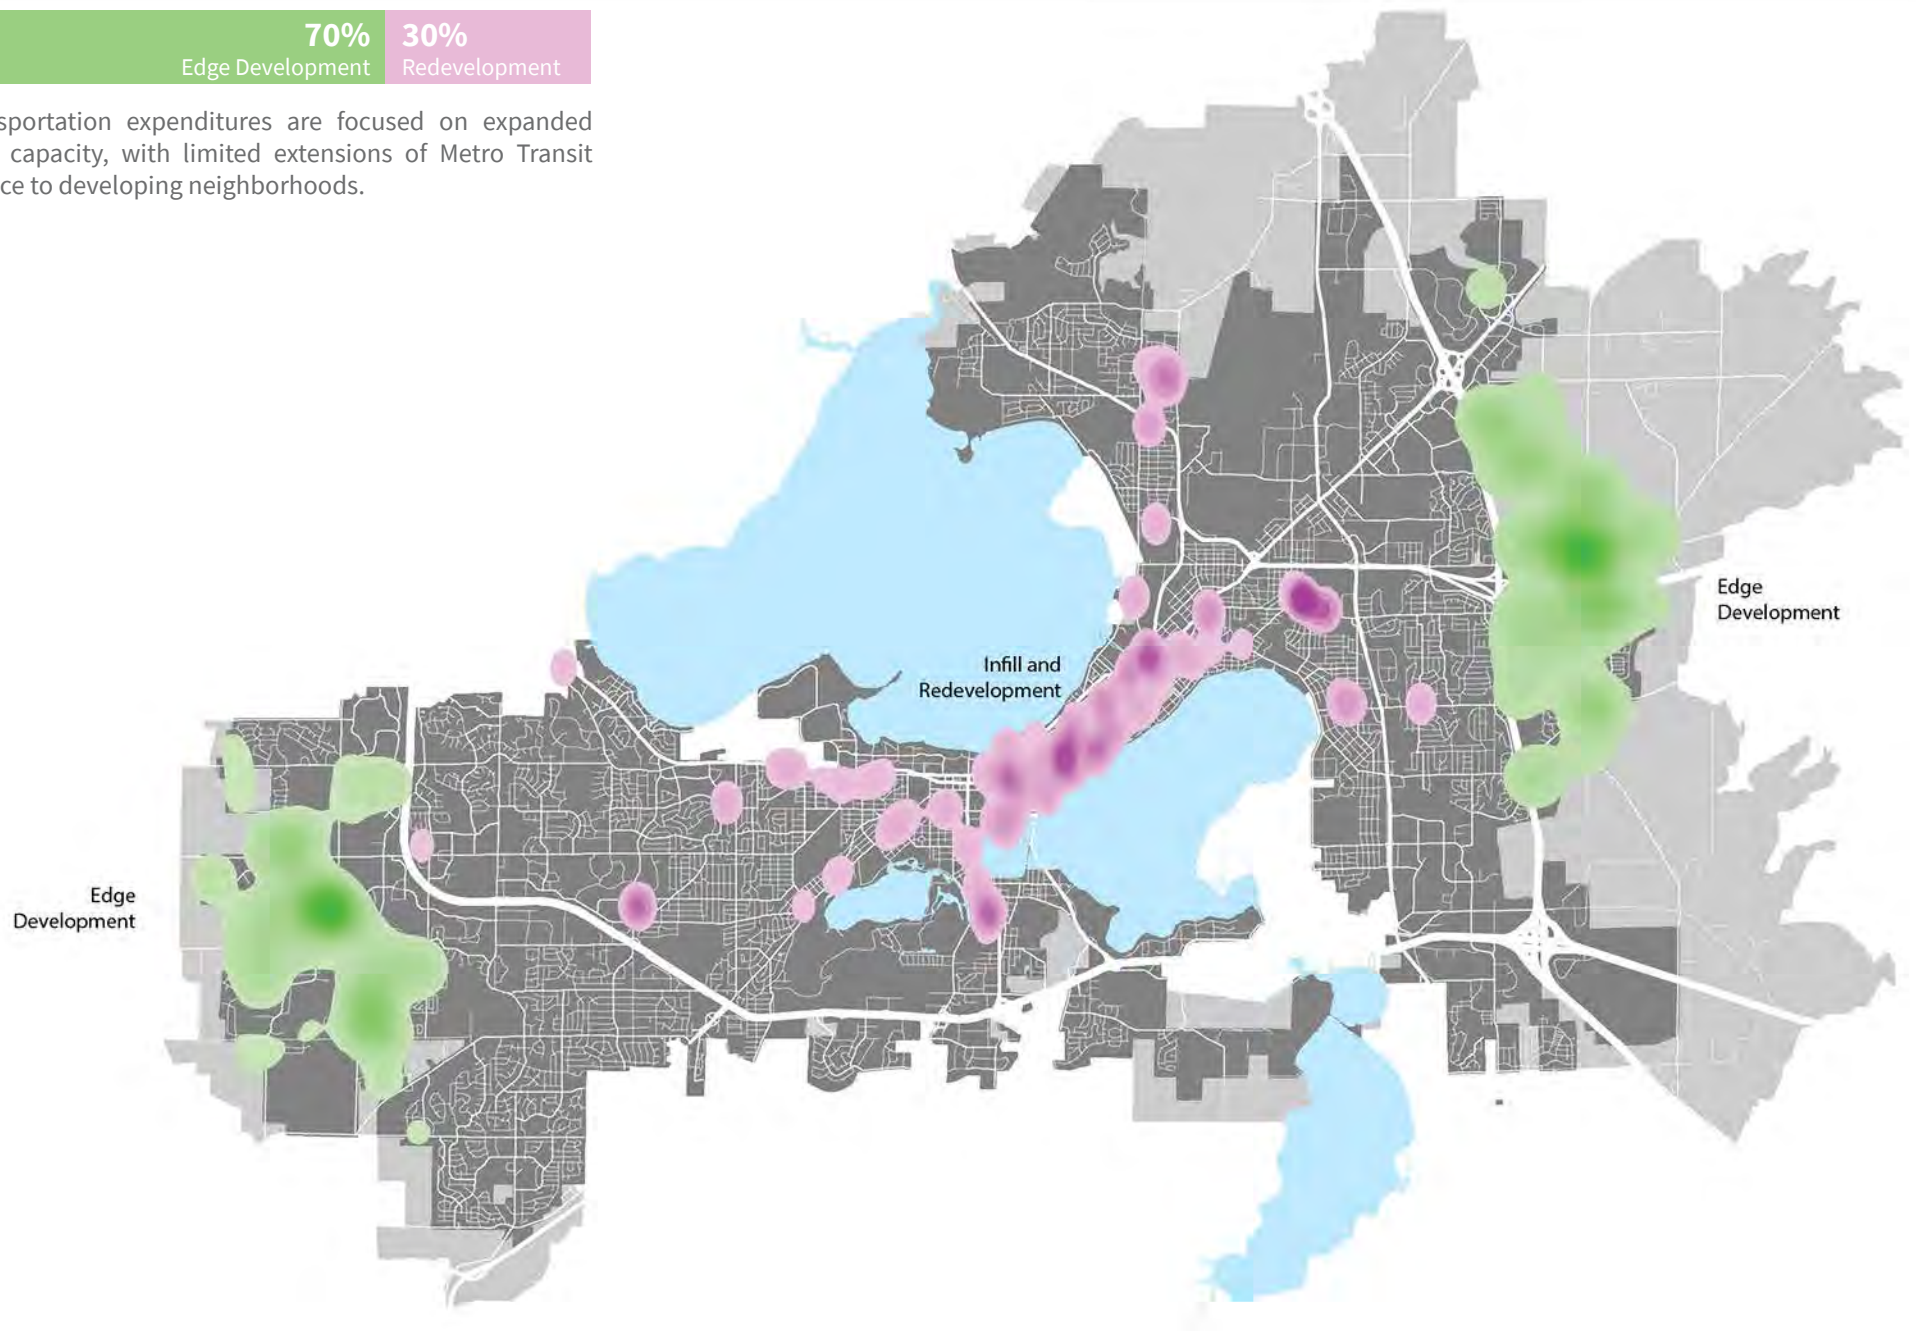 70% 30%
Edge Development Redevelopment
sportation expenditures are focused on expanded
capacity, with limited extensions of Metro Transit
ce to developing neighborhoods.
Edge
Development
Infill and
Redevelopment
Edge
Development